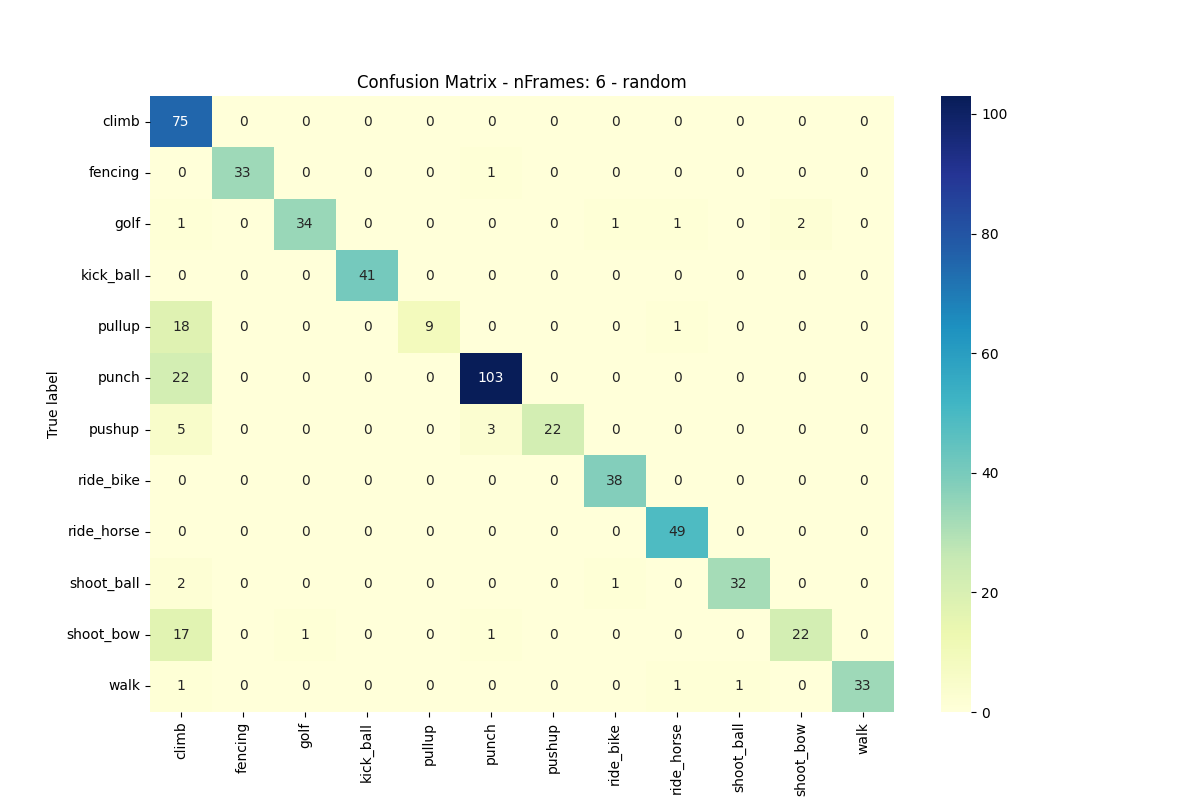 Confusion Matrix - nFrames: 6 - random
climb 75 0 0 0 0 0 0 0 0 0 0 0 100
fencing 0 33 0 0 0 1 0 0 0 0 0 0
golf 1 0 34 0 0 0 0 1 1 0 2 0 80
kick_ball 0 0 0 41 0 0 0 0 0 0 0 0
pullup 18 0 0 0 9 0 0 0 1 0 0 0
60
punch 22 0 0 0 0 103 0 0 0 0 0 0
True label
pushup 5 0 0 0 0 3 22 0 0 0 0 0
ride_bike 0 0 0 0 0 0 0 38 0 0 0 0 40
ride_horse 0 0 0 0 0 0 0 0 49 0 0 0
shoot_ball 2 0 0 0 0 0 0 1 0 32 0 0 20
shoot_bow 17 0 1 0 0 1 0 0 0 0 22 0
walk 1 0 0 0 0 0 0 0 1 1 0 33 0
climb fencing golf kick_ball pullup punch pushup ride_bike ride_horse shoot_ball shoot_bow walk